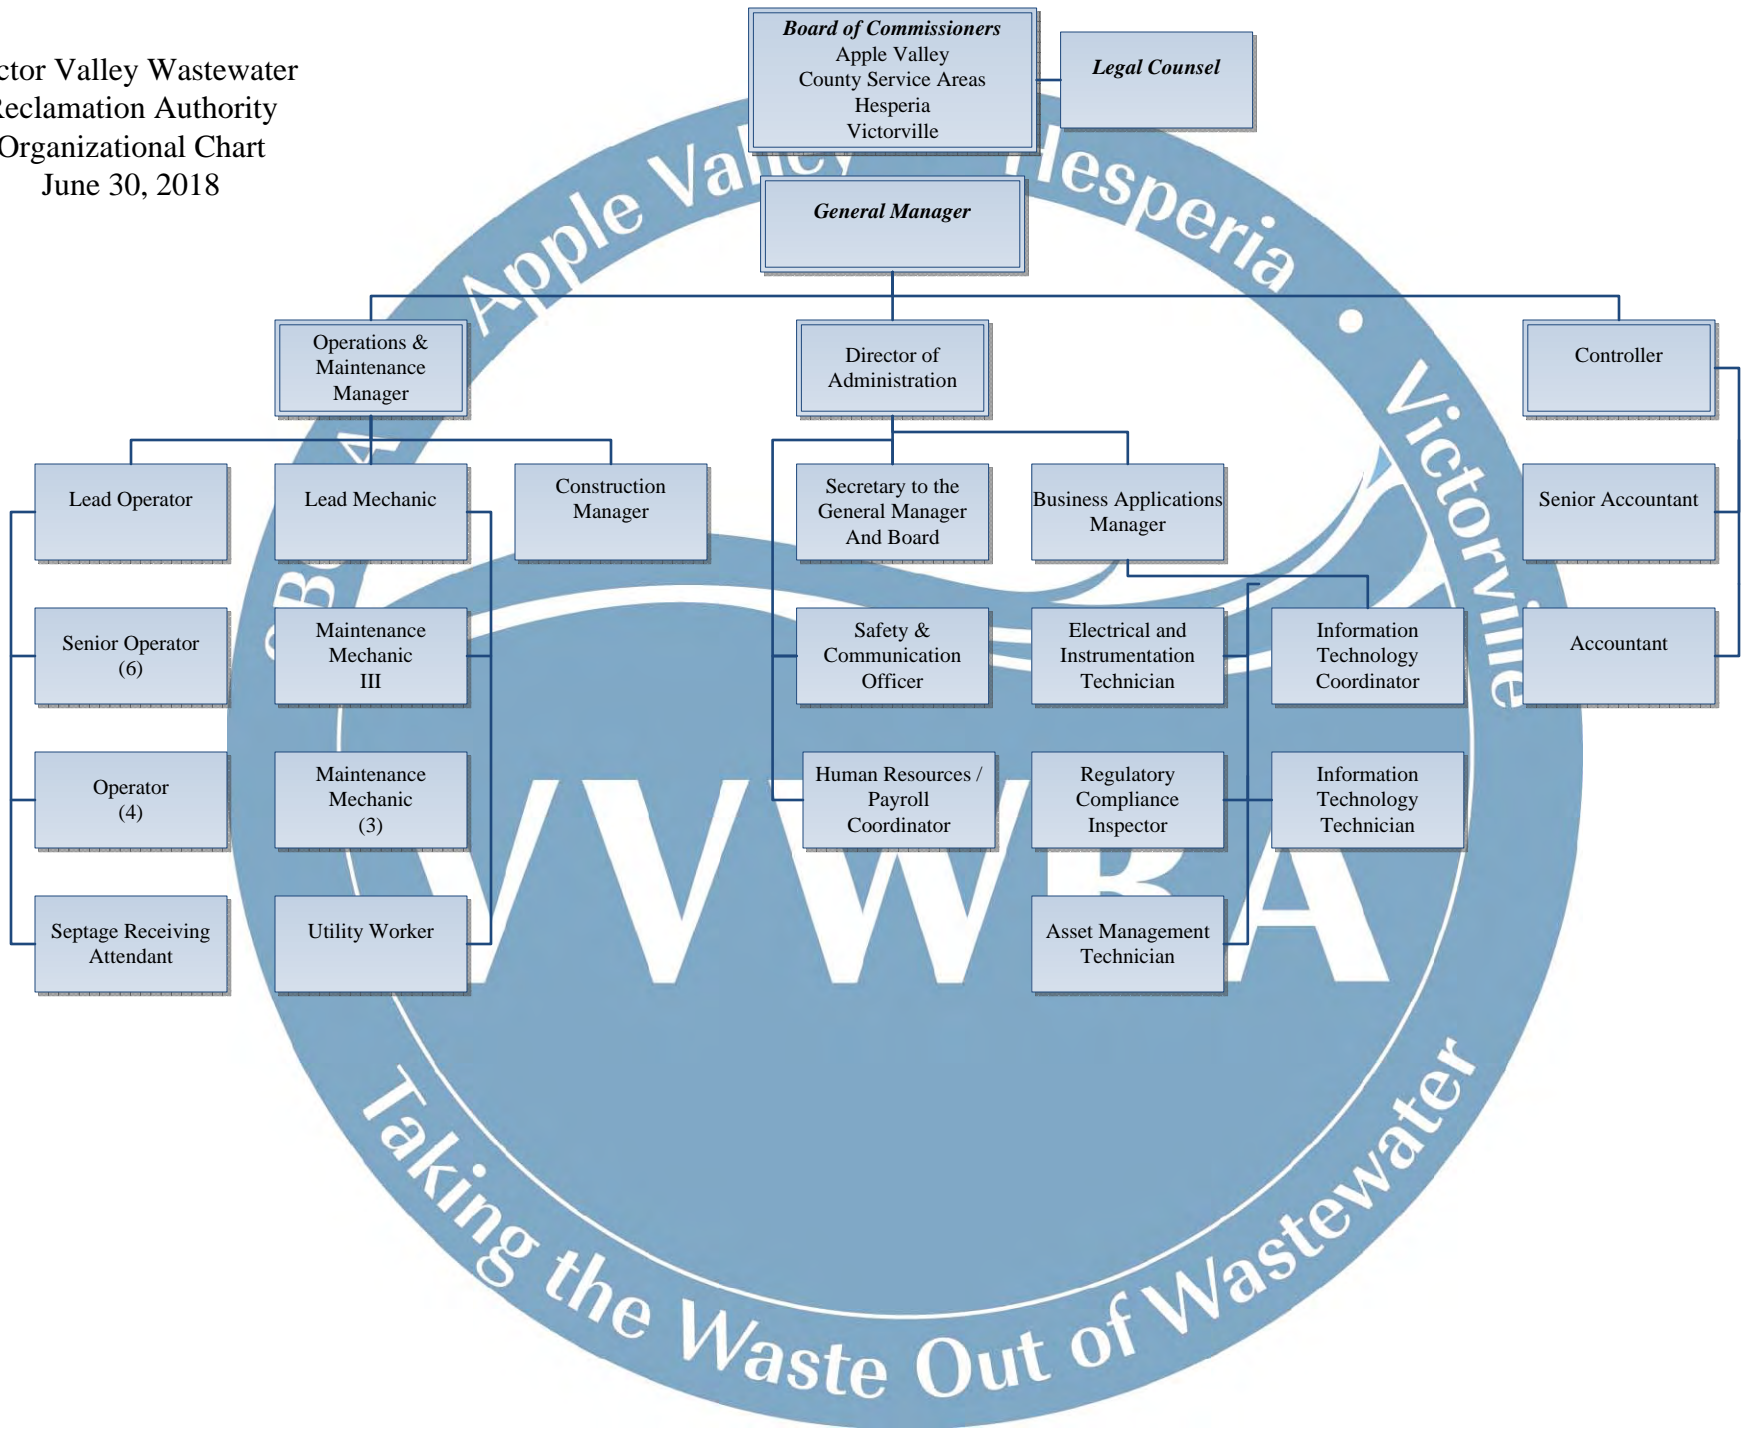 ctor Valley Wastewater
Reclamation Authority
Organizational Chart
June 30, 2018
Board of Commissioners
Apple Valley
County Service Areas
Hesperia
Victorville
Legal Counsel
General Manager
Operations &
Maintenance
Manager
Director of
Administration
Controller
Lead Operator
Lead Mechanic
Construction
Manager
Secretary to the
General Manager
And Board
Business Applications
Manager
Senior Accountant
Senior Operator
(6)
Maintenance
Mechanic
III
Safety &
Communication
Officer
Electrical and
Instrumentation
Technician
Information
Technology
Coordinator
Accountant
Operator
(4)
Maintenance
Mechanic
(3)
Human Resources /
Payroll
Coordinator
Regulatory
Compliance
Inspector
Information
Technology
Technician
Septage Receiving
Attendant
Utility Worker
Asset Management
Technician
Apple Valley
Hesperia • Victorville
VVWRA
Taking the Waste Out of Wastewater